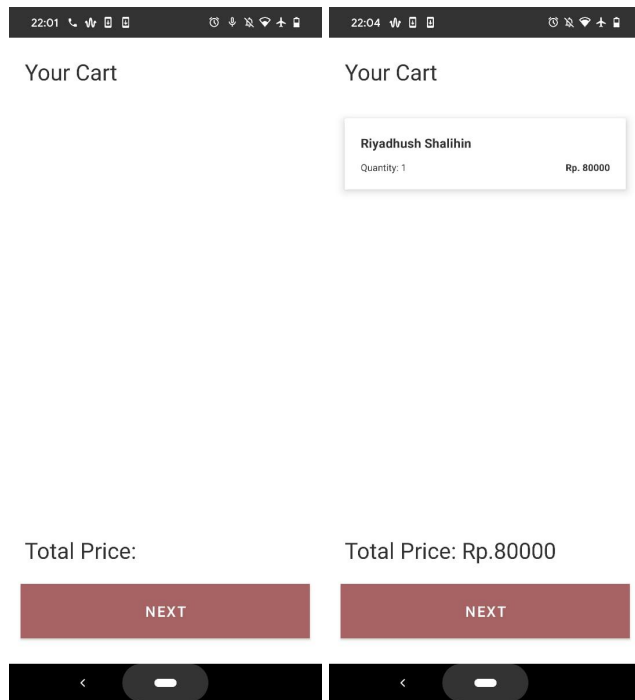 22:01
Your Cart
Total Price:
NEXT
22:04
Your Cart
Riyadhush Shalihin
Quantity: 1 Rp. 80000
Total Price: Rp.80000
NEXT